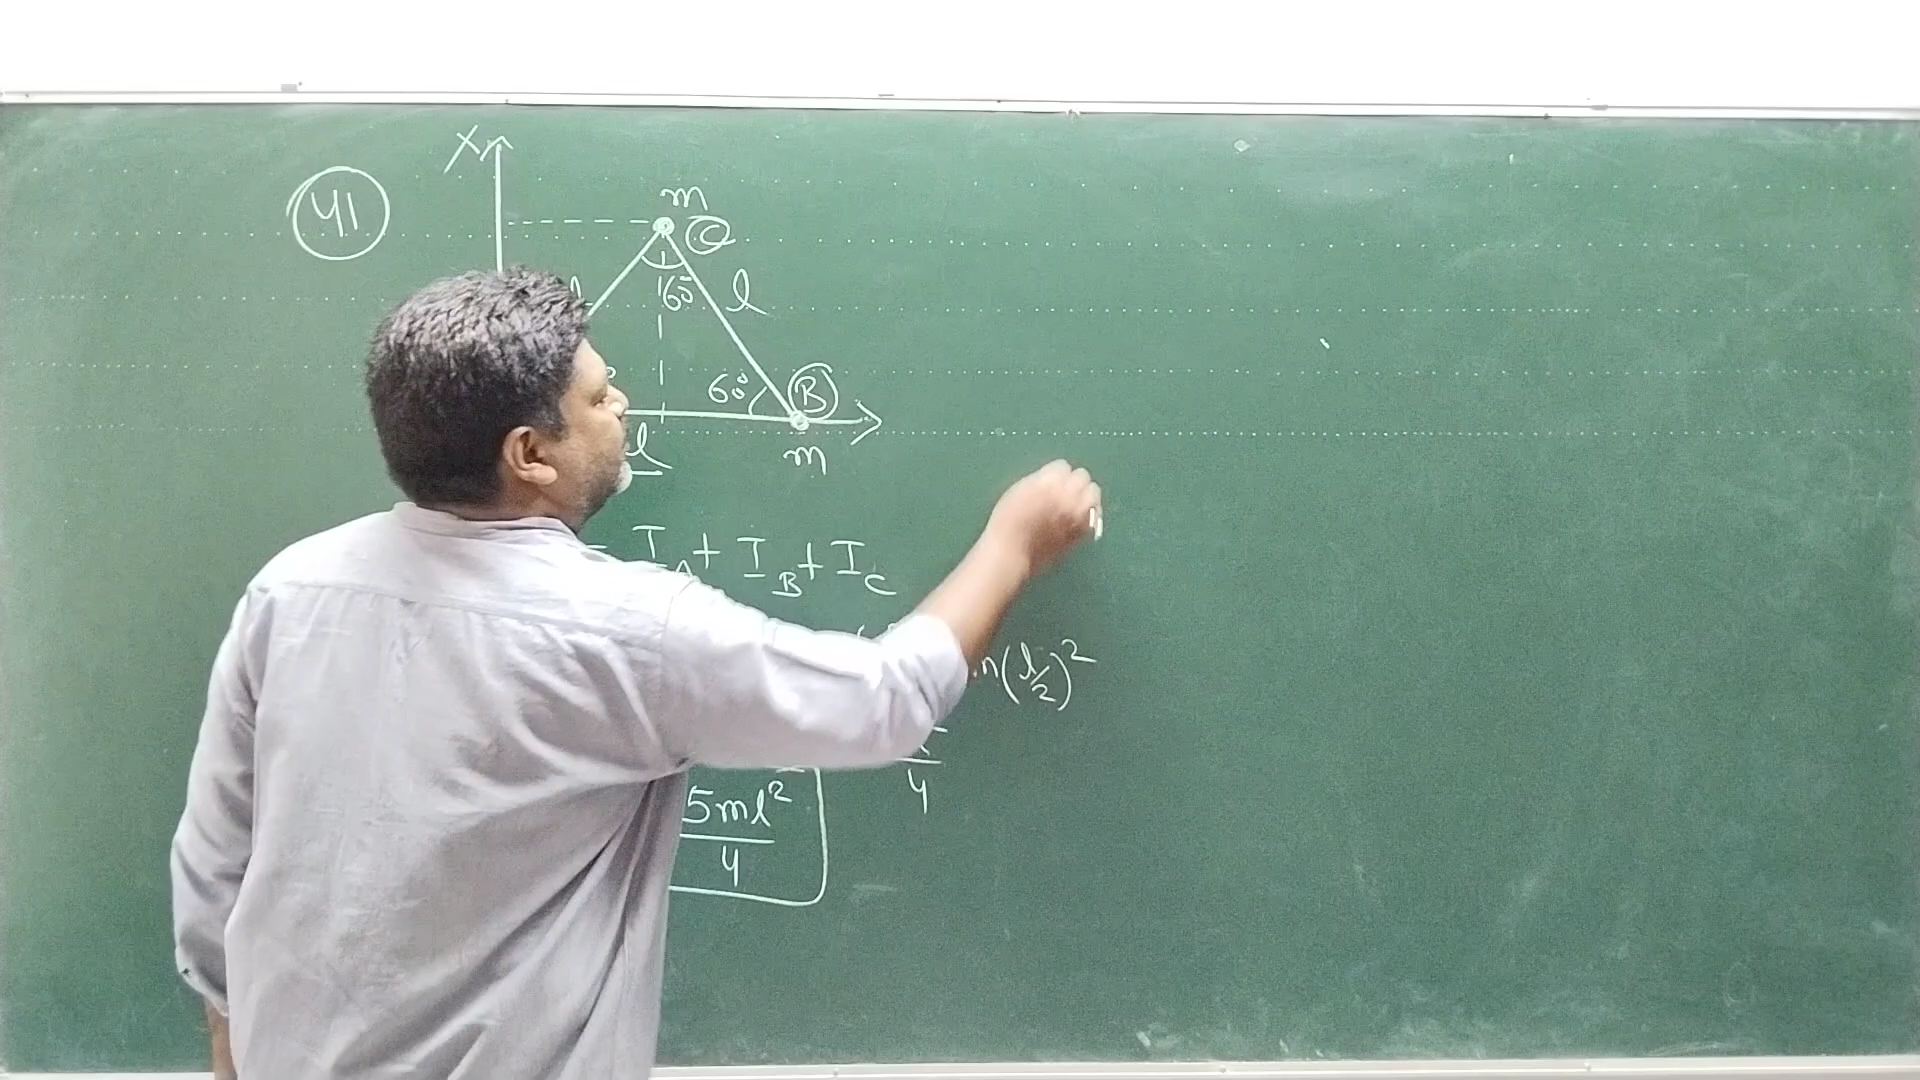 41
X
m
C
60°
l
60°
B
l
m
= I_A + I_B + I_C
(l/2)²
4
5ml²/4